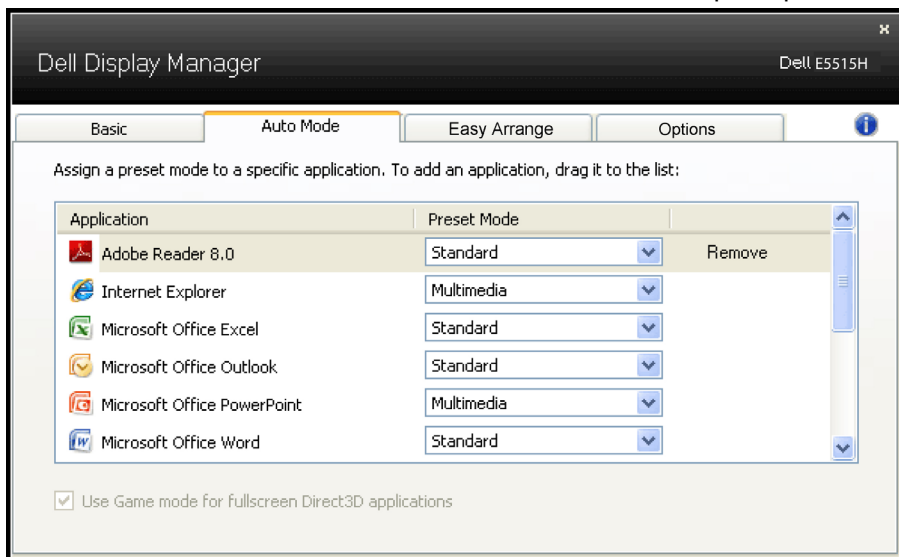 Dell Display Manager
Dell E5515H
Basic
Auto Mode
Easy Arrange
Options
Assign a preset mode to a specific application. To add an application, drag it to the list:
Application Preset Mode
Adobe Reader 8.0 Standard Remove
Internet Explorer Multimedia
Microsoft Office Excel Standard
Microsoft Office Outlook Standard
Microsoft Office PowerPoint Multimedia
Microsoft Office Word Standard
Use Game mode for fullscreen Direct3D applications